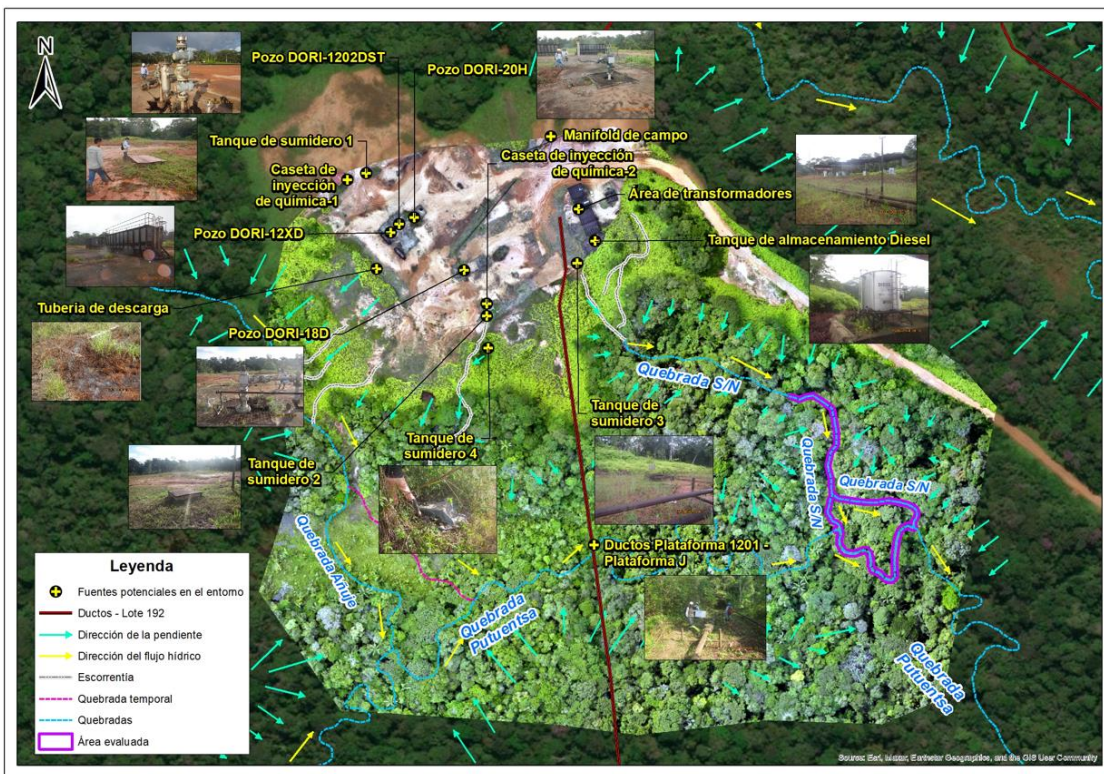 N
Pozo DORI-1202DST
Pozo DORI-20H
Tanque de sumidero 1
Manifold de campo
Caseta de
inyección
de química-1
Caseta de inyección
de química-2
Área de transformadores
Pozo DORI-12XD
Tanque de almacenamiento Diesel
Tubería de descarga
Pozo DORI-18D
Quebrada S/N
Tanque de
sumidero 3
Tanque de
sumidero 4
Tanque de
sumidero 2
Quebrada S/N
Quebrada S/N
Quebrada Añuje
Ductos Plataforma 1201 -
Plataforma J
Quebrada
Putuentsa
Quebrada
Putuentsa
Leyenda
Fuentes potenciales en el entorno
Ductos - Lote 192
Dirección de la pendiente
Dirección del flujo hídrico
Escorrentía
Quebrada temporal
Quebradas
Área evaluada
Source: Esri, Maxar, Earthstar Geographics, and the GIS User Community